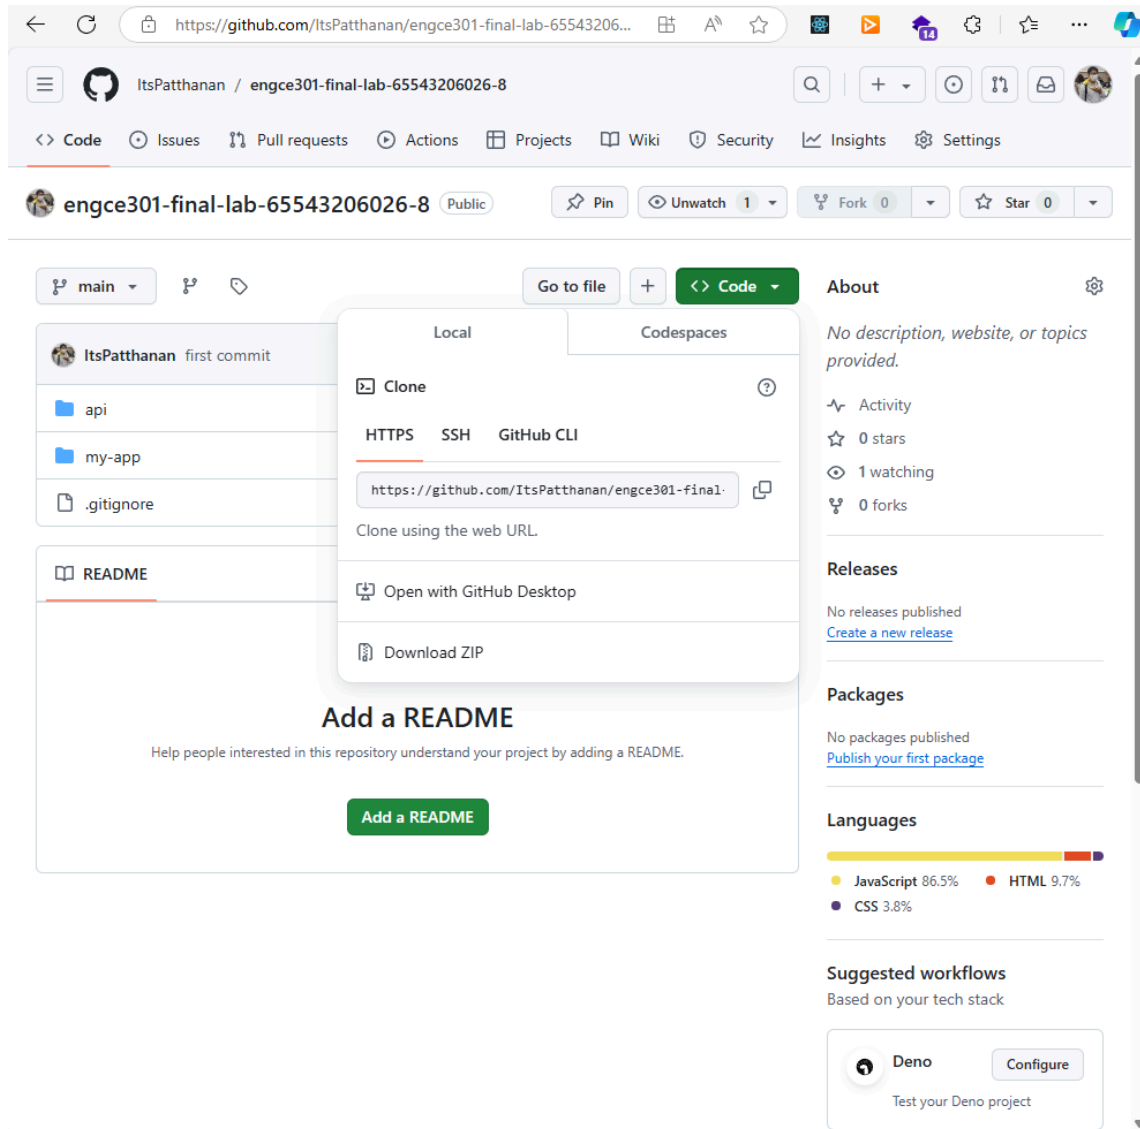 https://github.com/ItsPatthanan/engce301-final-lab-65543206...
14
ItsPatthanan / engce301-final-lab-65543206026-8
Code Issues Pull requests Actions Projects Wiki Security Insights Settings
engce301-final-lab-65543206026-8 Public Pin Unwatch 1 Fork 0 Star 0
main Go to file Code
Local Codespaces
ItsPatthanan first commit
Clone
api
HTTPS SSH GitHub CLI
my-app
https://github.com/ItsPatthanan/engce301-final-
.gitignore
Clone using the web URL.
README
Open with GitHub Desktop
Download ZIP
Add a README
Help people interested in this repository understand your project by adding a README.
Add a README
About
No description, website, or topics
provided.
Activity
0 stars
1 watching
0 forks
Releases
No releases published
Create a new release
Packages
No packages published
Publish your first package
Languages
JavaScript 86.5% HTML 9.7%
CSS 3.8%
Suggested workflows
Based on your tech stack
Deno Configure
Test your Deno project